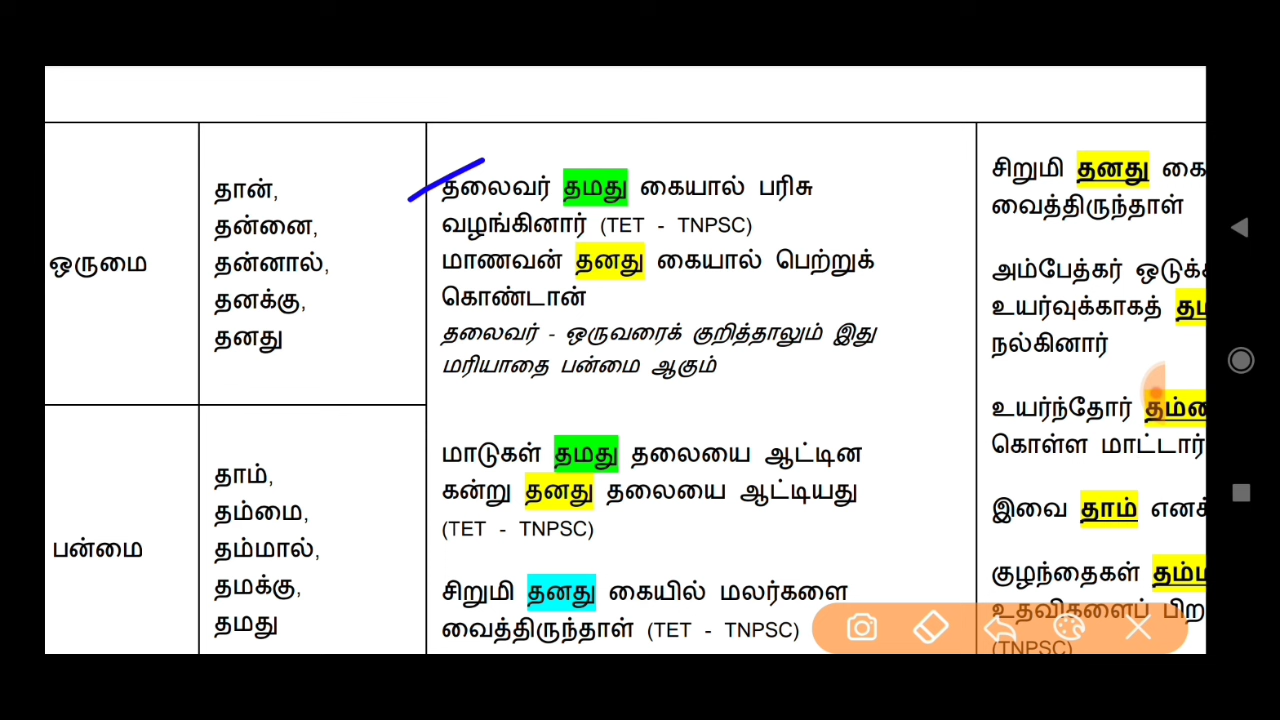 ஒருமை
தான்,
தன்னை,
தன்னால்,
தனக்கு,
தனது
தலைவர் தமது கையால் பரிசு
வழங்கினார் (TET - TNPSC)
மாணவன் தனது கையால் பெற்றுக்
கொண்டான்
தலைவர் - ஒருவரைக் குறித்தாலும் இது
மரியாதை பன்மை ஆகும்
சிறுமி தனது கை
வைத்திருந்தாள்
அம்பேத்கர்
உயர்வுக்காகத்
நல்கினார்
உயர்ந்தோர்
கொள்ள மாட்டார்
பன்மை
தாம்,
தம்மை,
தம்மால்,
தமக்கு,
தமது
மாடுகள் தமது தலையை ஆட்டின
கன்று தனது தலையை ஆட்டியது
(TET - TNPSC)
சிறுமி தனது கையில் மலர்களை
வைத்திருந்தாள் (TET - TNPSC)
இவை தாம்
குழந்தைகள்
உதவிகளைப்
(TNPSC)